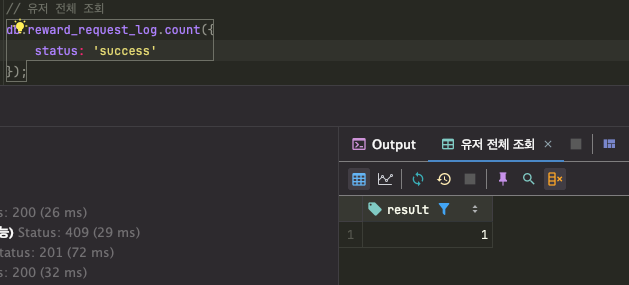 // 유저 전체 조회
db.reward_request_log.count({
status: 'success'
});
Output
유저 전체 조회 ×
result
1 1
s: 200 (26 ms)
능) Status: 409 (29 ms)
tatus: 201 (72 ms)
s: 200 (32 ms)